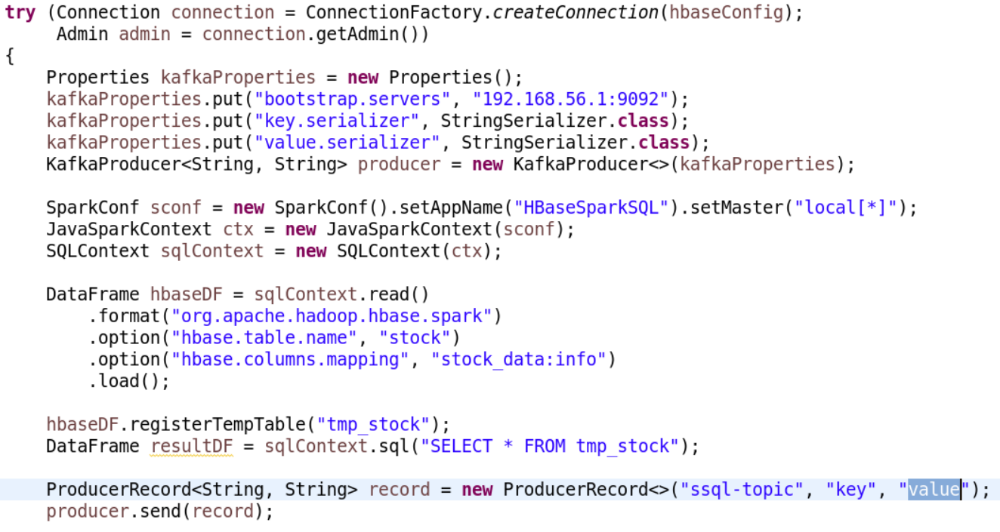 try (Connection connection = ConnectionFactory.createConnection(hbaseConfig);
     Admin admin = connection.getAdmin())
{
    Properties kafkaProperties = new Properties();
    kafkaProperties.put("bootstrap.servers", "192.168.56.1:9092");
    kafkaProperties.put("key.serializer", StringSerializer.class);
    kafkaProperties.put("value.serializer", StringSerializer.class);
    KafkaProducer<String, String> producer = new KafkaProducer<>(kafkaProperties);

    SparkConf sconf = new SparkConf().setAppName("HBaseSparkSQL").setMaster("local[*]");
    JavaSparkContext ctx = new JavaSparkContext(sconf);
    SQLContext sqlContext = new SQLContext(ctx);

    DataFrame hbaseDF = sqlContext.read()
        .format("org.apache.hadoop.hbase.spark")
        .option("hbase.table.name", "stock")
        .option("hbase.columns.mapping", "stock_data:info")
        .load();

    hbaseDF.registerTempTable("tmp_stock");
    DataFrame resultDF = sqlContext.sql("SELECT * FROM tmp_stock");

    ProducerRecord<String, String> record = new ProducerRecord<>("ssql-topic", "key", "value");
    producer.send(record);